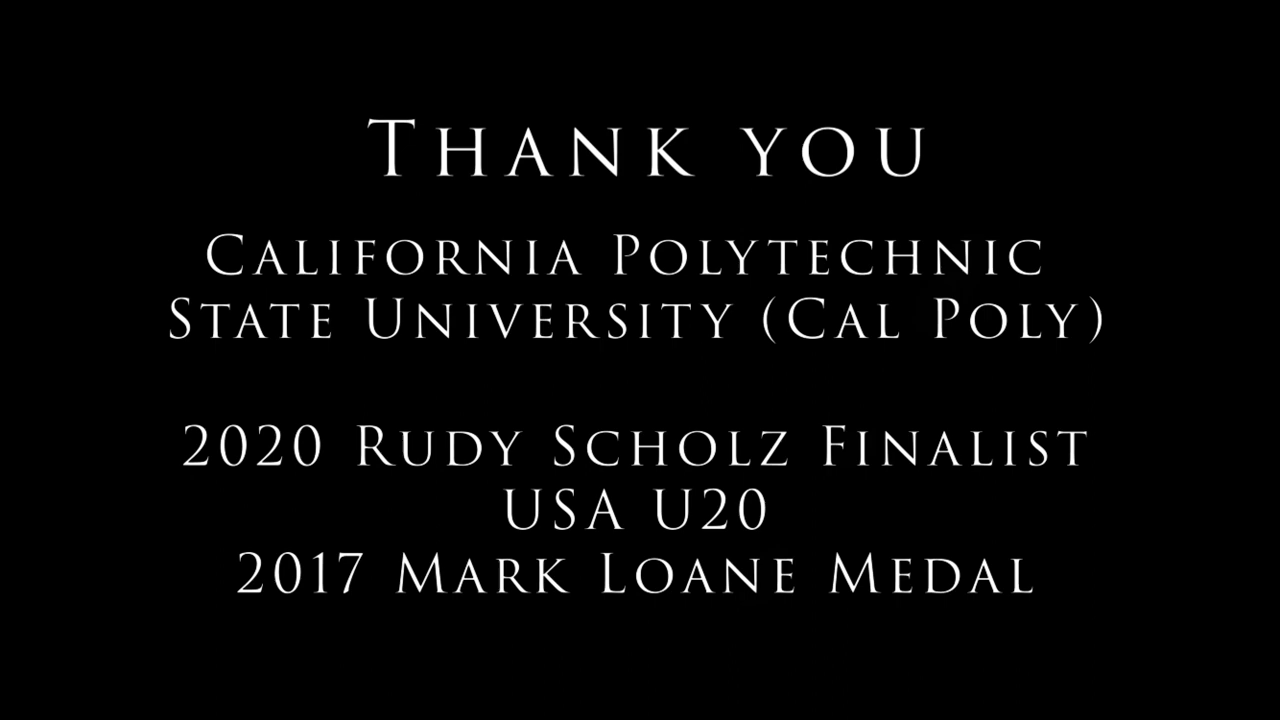 Thank you
California Polytechnic
State University (Cal Poly)
2020 Rudy Scholz Finalist
USA U20
2017 Mark Loane Medal